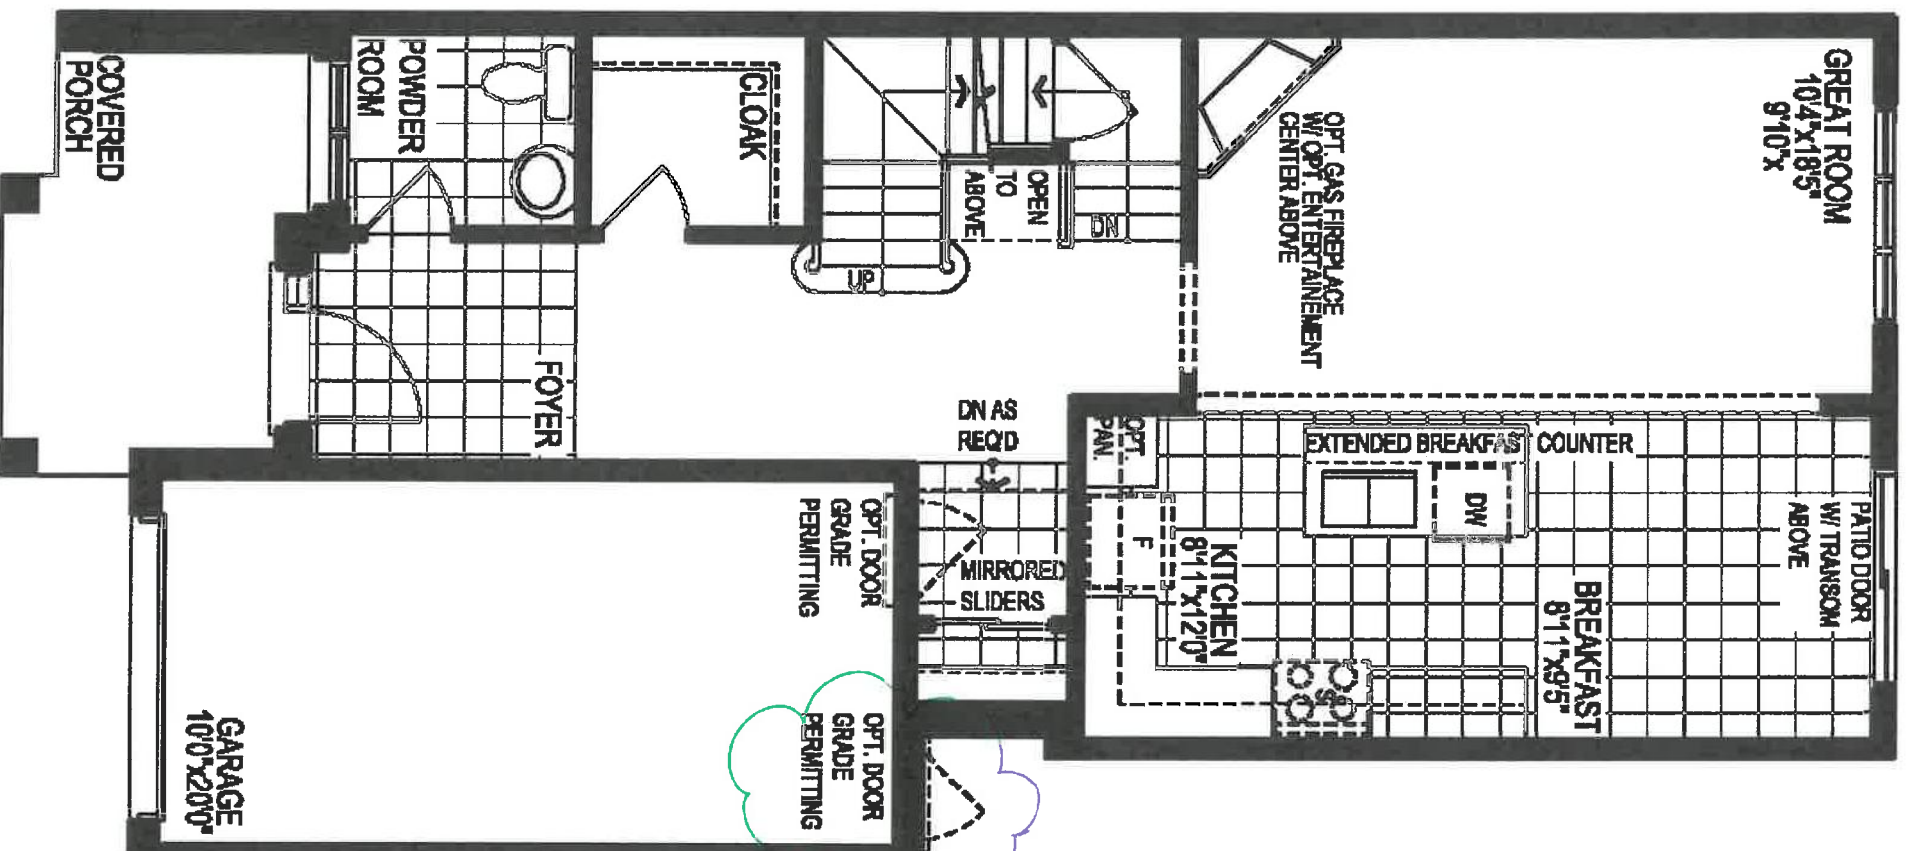 COVERED
PORCH
POWDER
ROOM
CLOAK
OPEN
TO
ABOVE
DN
UP
FOYER
GREAT ROOM
10'4"x18'5"
9'10"x
OPT. GAS FIREPLACE
W/ OPT. ENTERTAINEMENT
CENTER ABOVE
DN AS
REQ'D
OPT.
PAN.
EXTENDED BREAKFAST COUNTER
DW
PATIO DOOR
W/ TRANSOM
ABOVE
F
KITCHEN
8'11"x12'0"
BREAKFAST
8'11"x9'5"
MIRRORED
SLIDERS
OPT. DOOR
GRADE
PERMITTING
OPT. DOOR
GRADE
PERMITTING
GARAGE
10'0"x20'0"